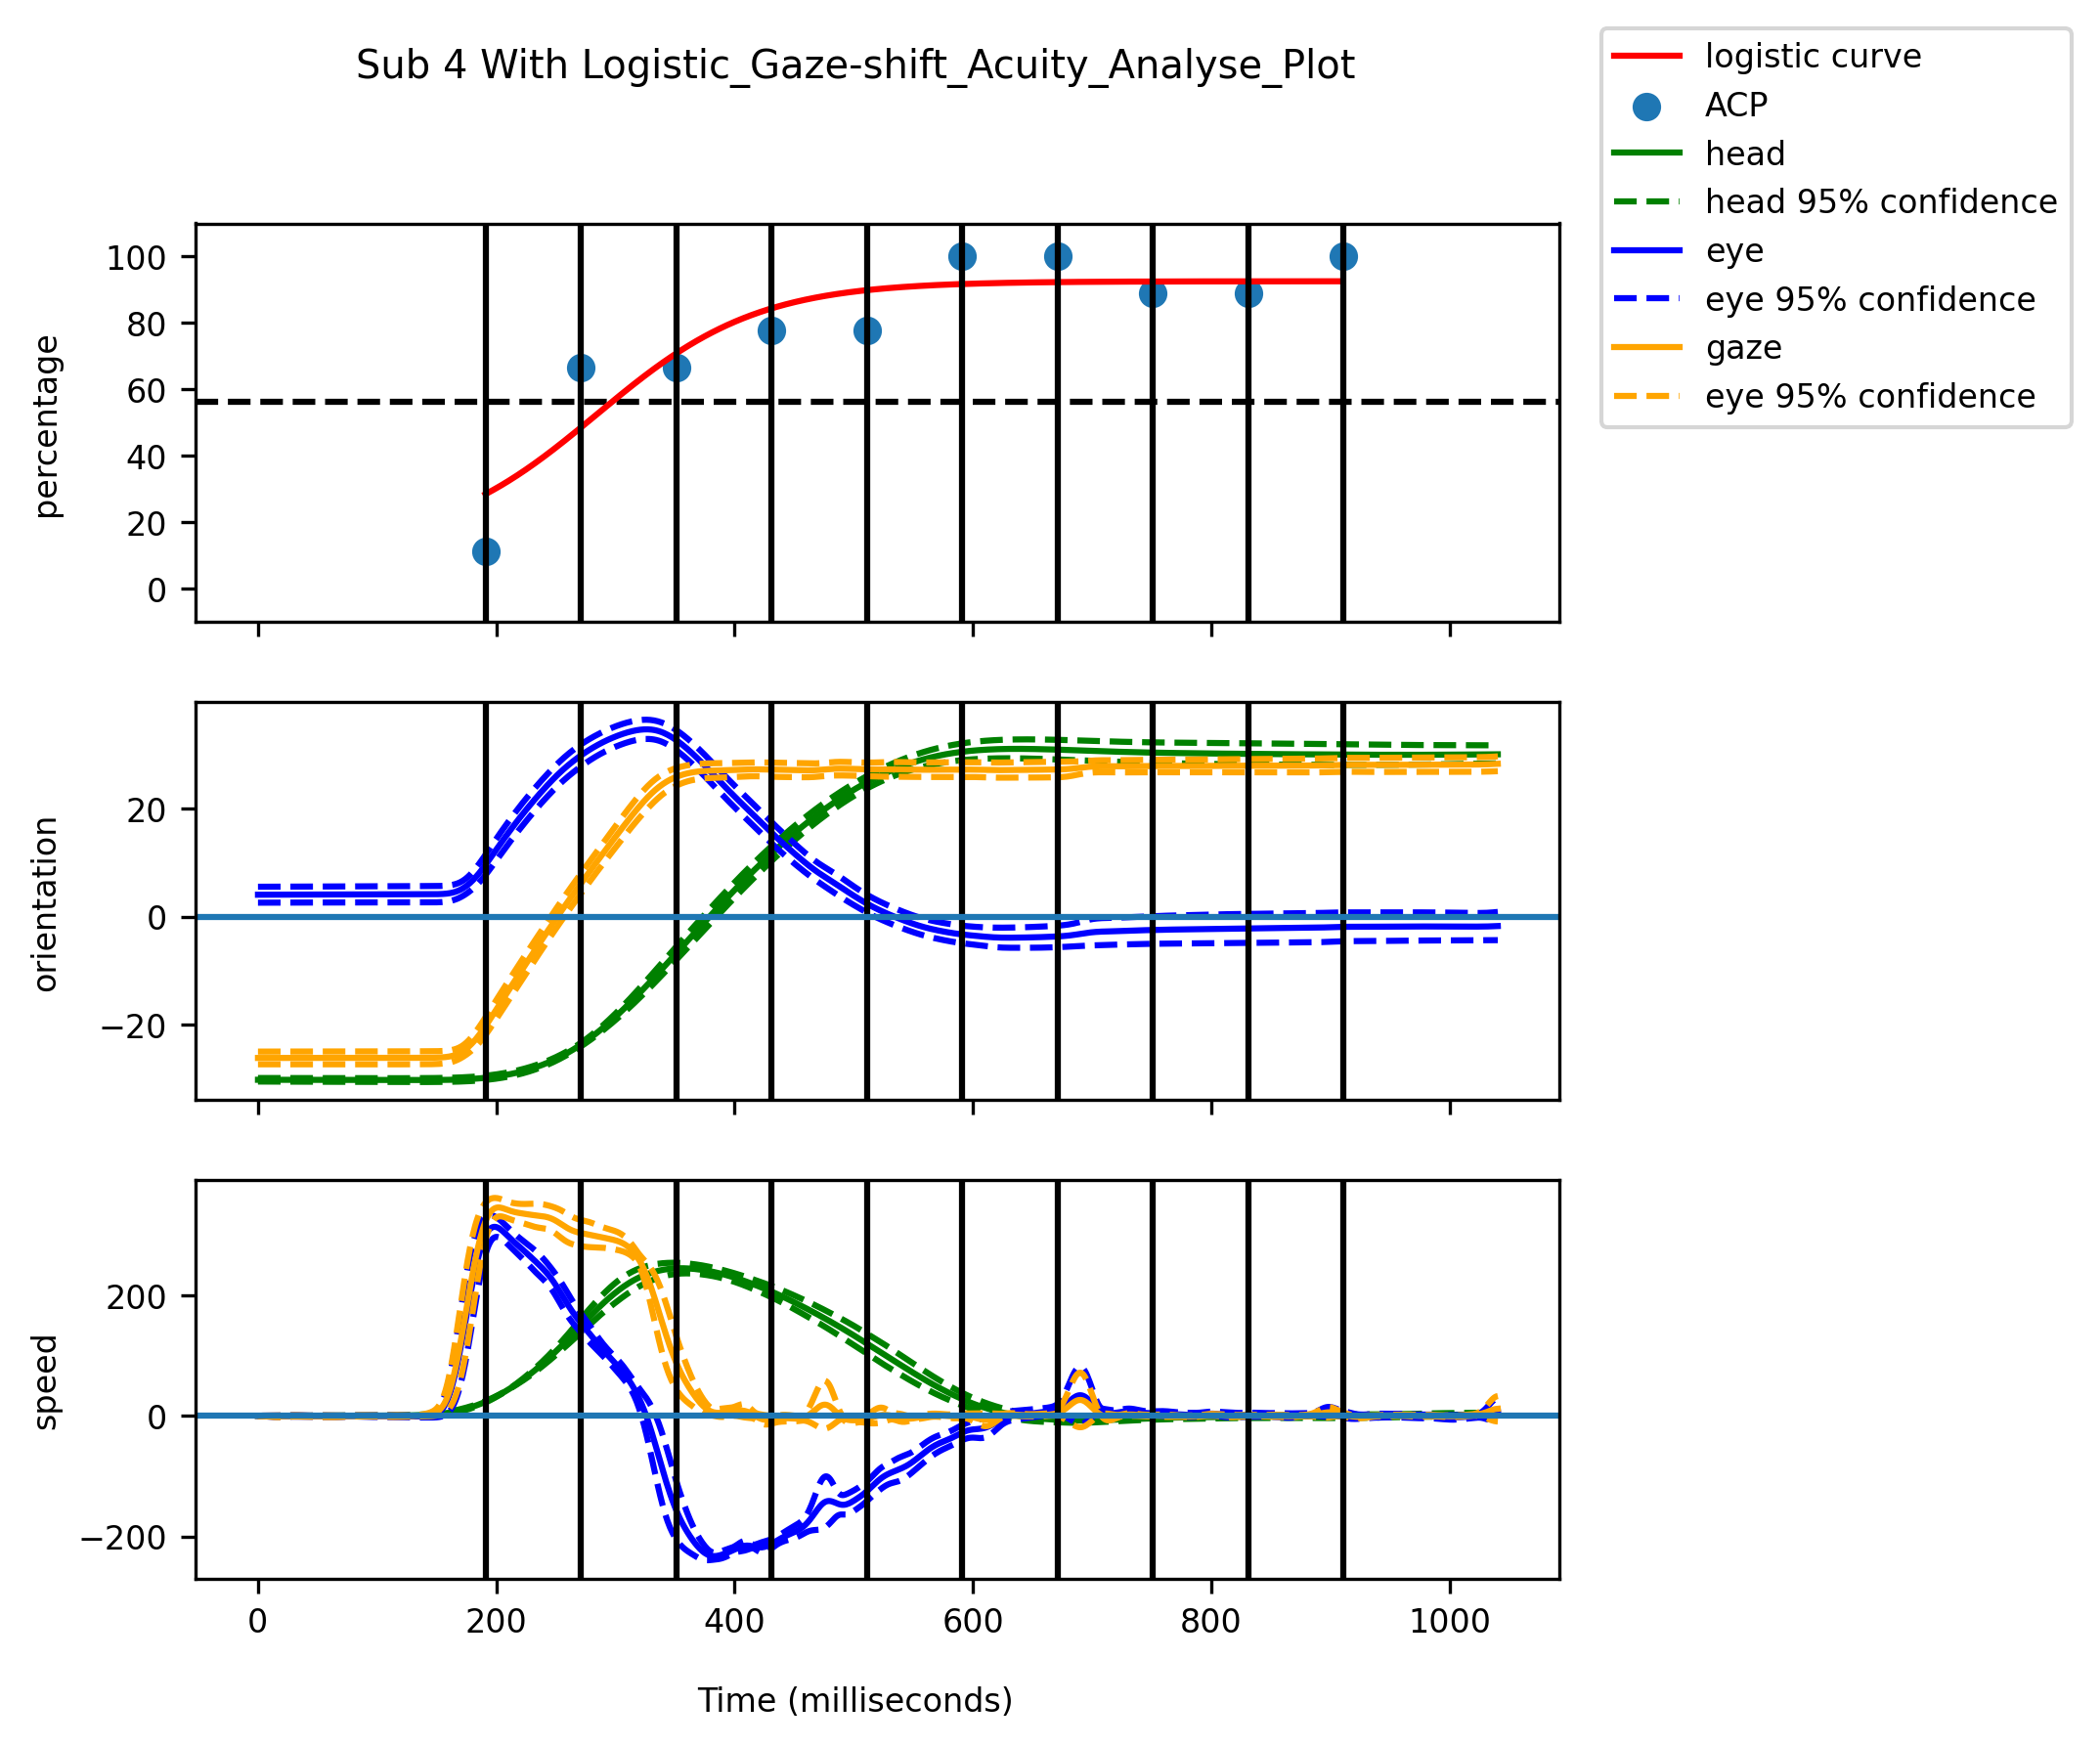 Sub 4 With Logistic_Gaze-shift_Acuity_Analyse_Plot
logistic curve
ACP
head
head 95% confidence
eye
eye 95% confidence
gaze
eye 95% confidence
percentage
100
80
60
40
20
0
orientation
20
0
−20
speed
200
0
−200
0 200 400 600 800 1000
Time (milliseconds)